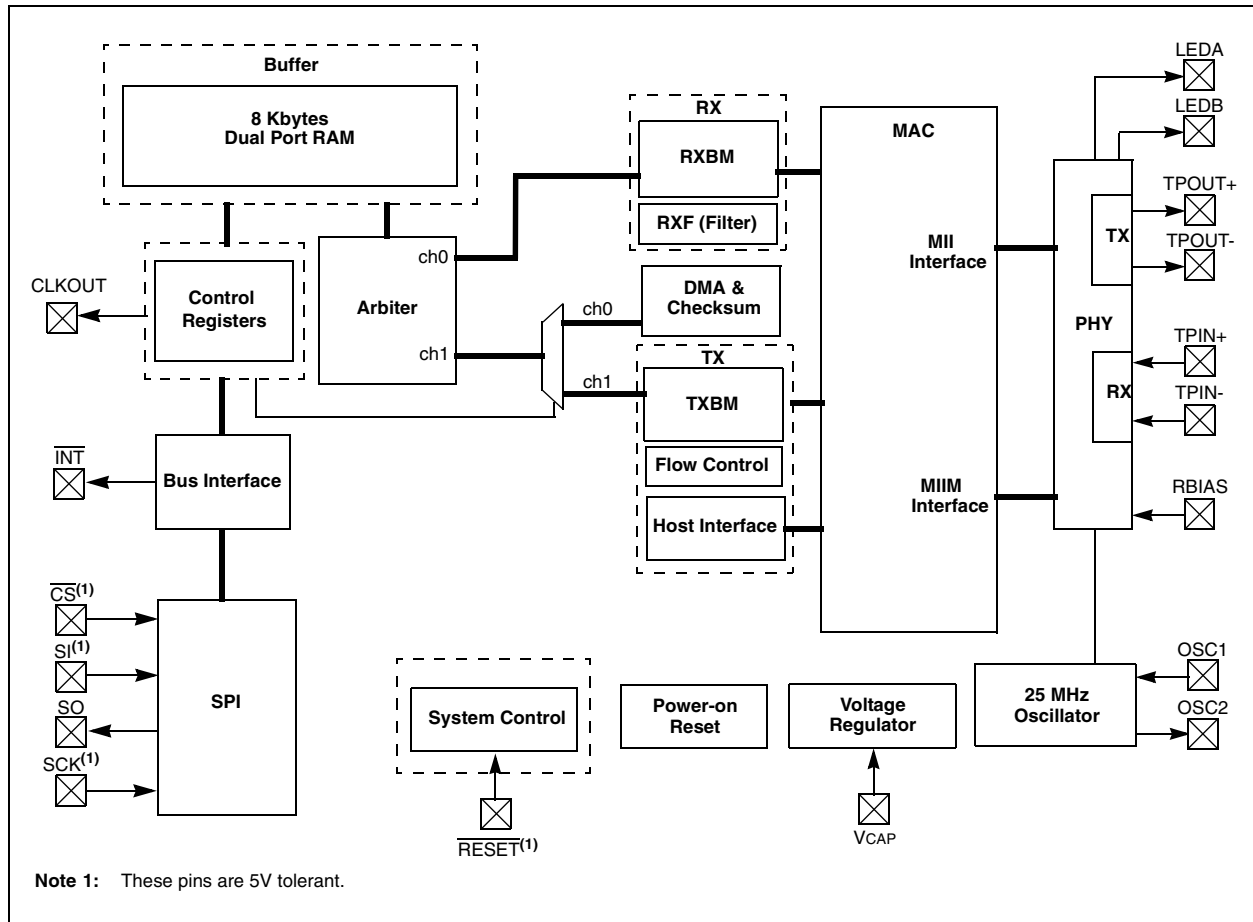 Buffer
8 Kbytes
Dual Port RAM
RX
RXBM
RXF (Filter)
MAC
LEDA
LEDB
TPOUT+
TX
TPOUT-
MII
Interface
PHY
TPIN+
RX
TPIN-
RBIAS
CLKOUT
Control
Registers
Arbiter
ch0
ch1
ch0
DMA &
Checksum
ch1
TX
TXBM
Flow Control
Host Interface
MIIM
Interface
INT
Bus Interface
CS(1)
SI(1)
SO
SCK(1)
SPI
System Control
RESET(1)
Power-on
Reset
Voltage
Regulator
VCAP
25 MHz
Oscillator
OSC1
OSC2
Note 1: These pins are 5V tolerant.